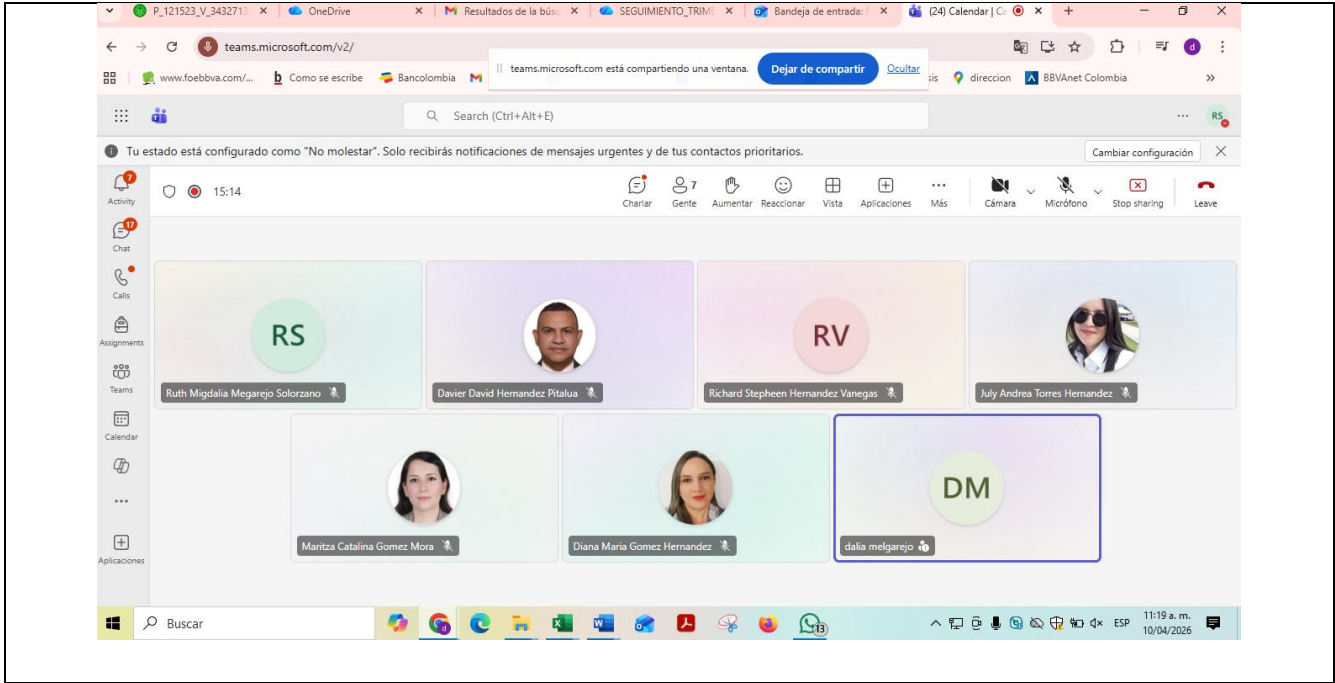 P_121523_V_3432713
OneDrive
Resultados de la búsc
SEGUIMIENTO_TRIME
Bandeja de entrada:
(24) Calendar | Ca
teams.microsoft.com/v2/
d
www.foebbva.com/...
Como se escribe
Bancolombia
teams.microsoft.com está compartiendo una ventana.
Dejar de compartir
Ocultar
sis
direccion
BBVAnet Colombia
Search (Ctrl+Alt+E)
RS
Tu estado está configurado como "No molestar". Solo recibirás notificaciones de mensajes urgentes y de tus contactos prioritarios.
Cambiar configuración
7
Activity
15:14
Charlar
7
Gente
Aumentar
Reaccionar
Vista
Aplicaciones
Más
Cámara
Micrófono
Stop sharing
Leave
17
Chat
Calls
Assignments
Teams
Calendar
Aplicaciones
RS
RV
Ruth Migdalia Megarejo Solorzano
Davier David Hernandez Pitalua
Richard Stepheen Hernandez Vanegas
July Andrea Torres Hernandez
DM
Maritza Catalina Gomez Mora
Diana Maria Gomez Hernandez
dalia melgarejo
Buscar
13
ESP
11:19 a. m.
10/04/2026